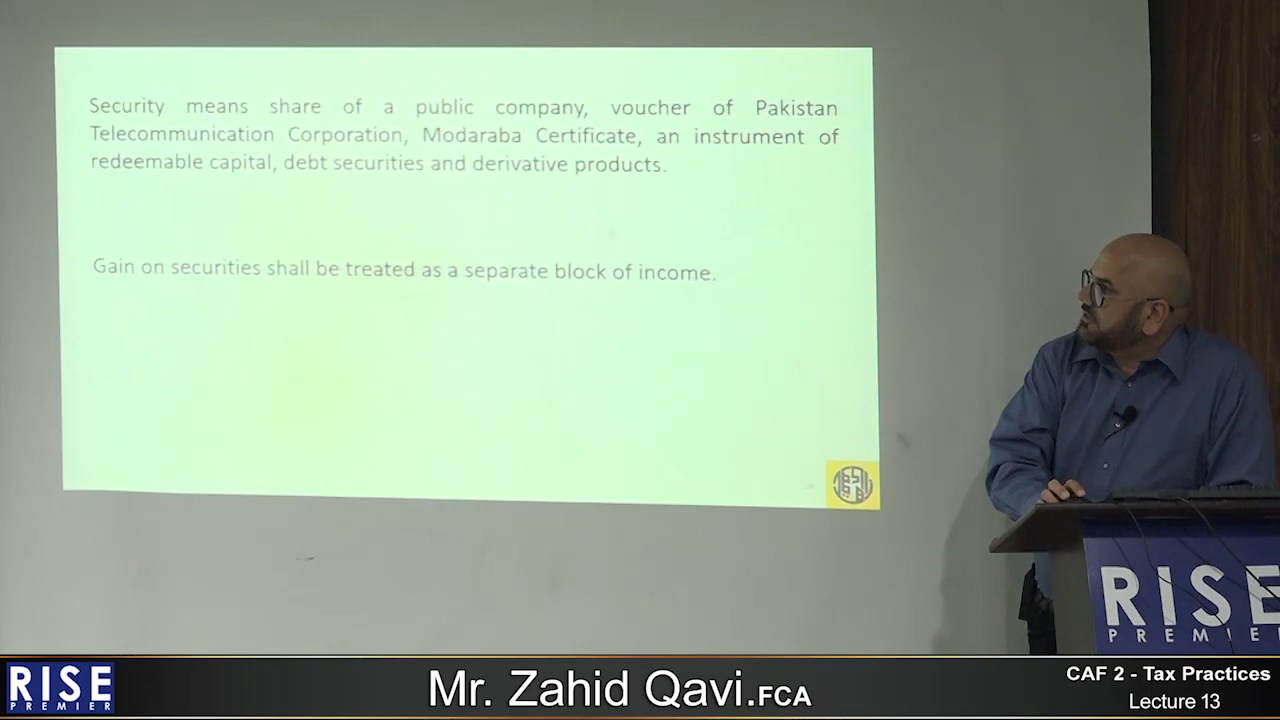 Security means share of a public company, voucher of Pakistan
Telecommunication Corporation, Modaraba Certificate, an instrument of
redeemable capital, debt securities and derivative products.
Gain on securities shall be treated as a separate block of income.
RISE
PREMIER
RISE
PREMIER
Mr. Zahid Qavi.FCA
CAF 2 - Tax Practices
Lecture 13